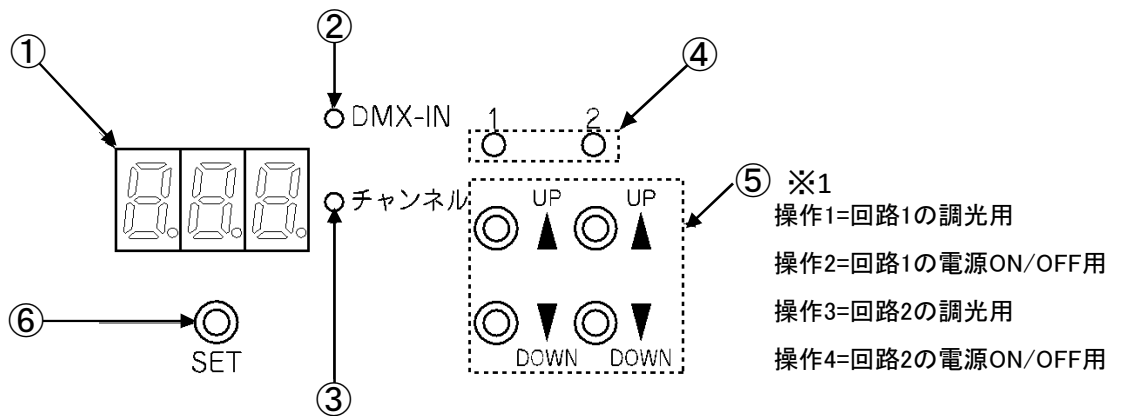 ②
①
④
DMX-IN
1 2
⑤ ※1
チャンネル
UP UP
操作1=回路1の調光用
操作2=回路1の電源ON/OFF用
操作3=回路2の調光用
⑥
DOWN DOWN
操作4=回路2の電源ON/OFF用
SET
③